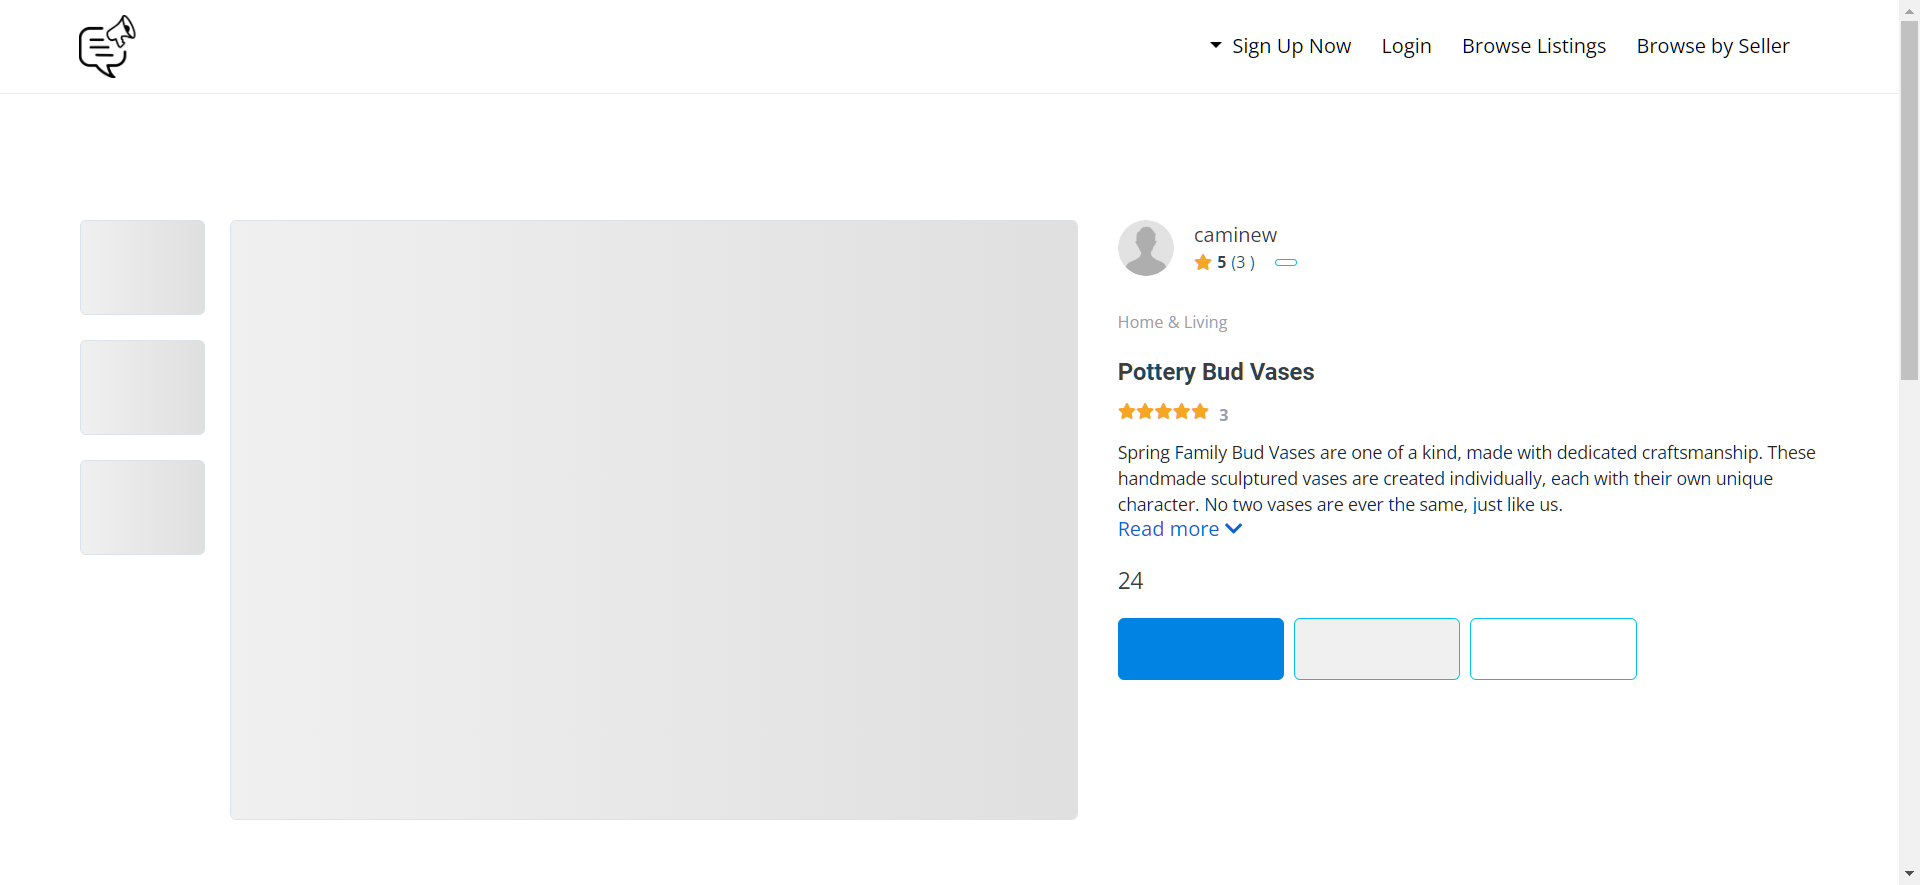 Sign Up Now
Login
Browse Listings
Browse by Seller
caminew
5 (3 )
Home & Living
Pottery Bud Vases
3
Spring Family Bud Vases are one of a kind, made with dedicated craftsmanship. These
handmade sculptured vases are created individually, each with their own unique
character. No two vases are ever the same, just like us.
Read more
24